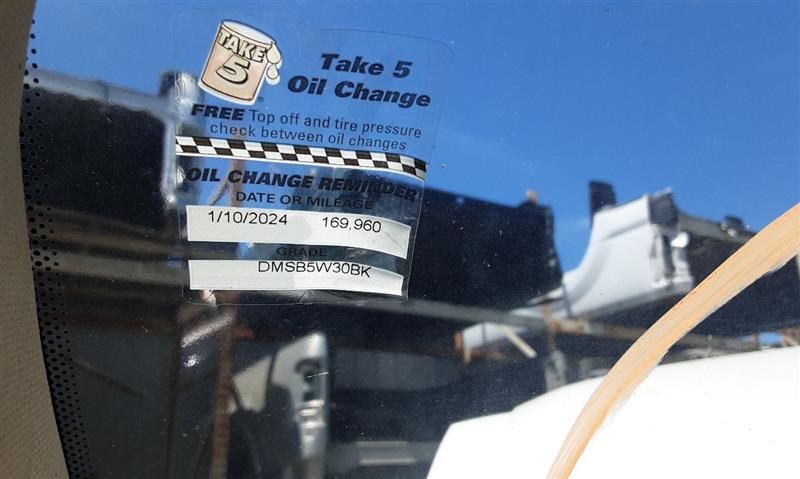 TAKE
5
Take 5
Oil Change
FREE Top off and tire pressure
check between oil changes
OIL CHANGE REMINDER
DATE OR MILEAGE
1/10/2024 169,960
GRADE
DMSB5W30BK